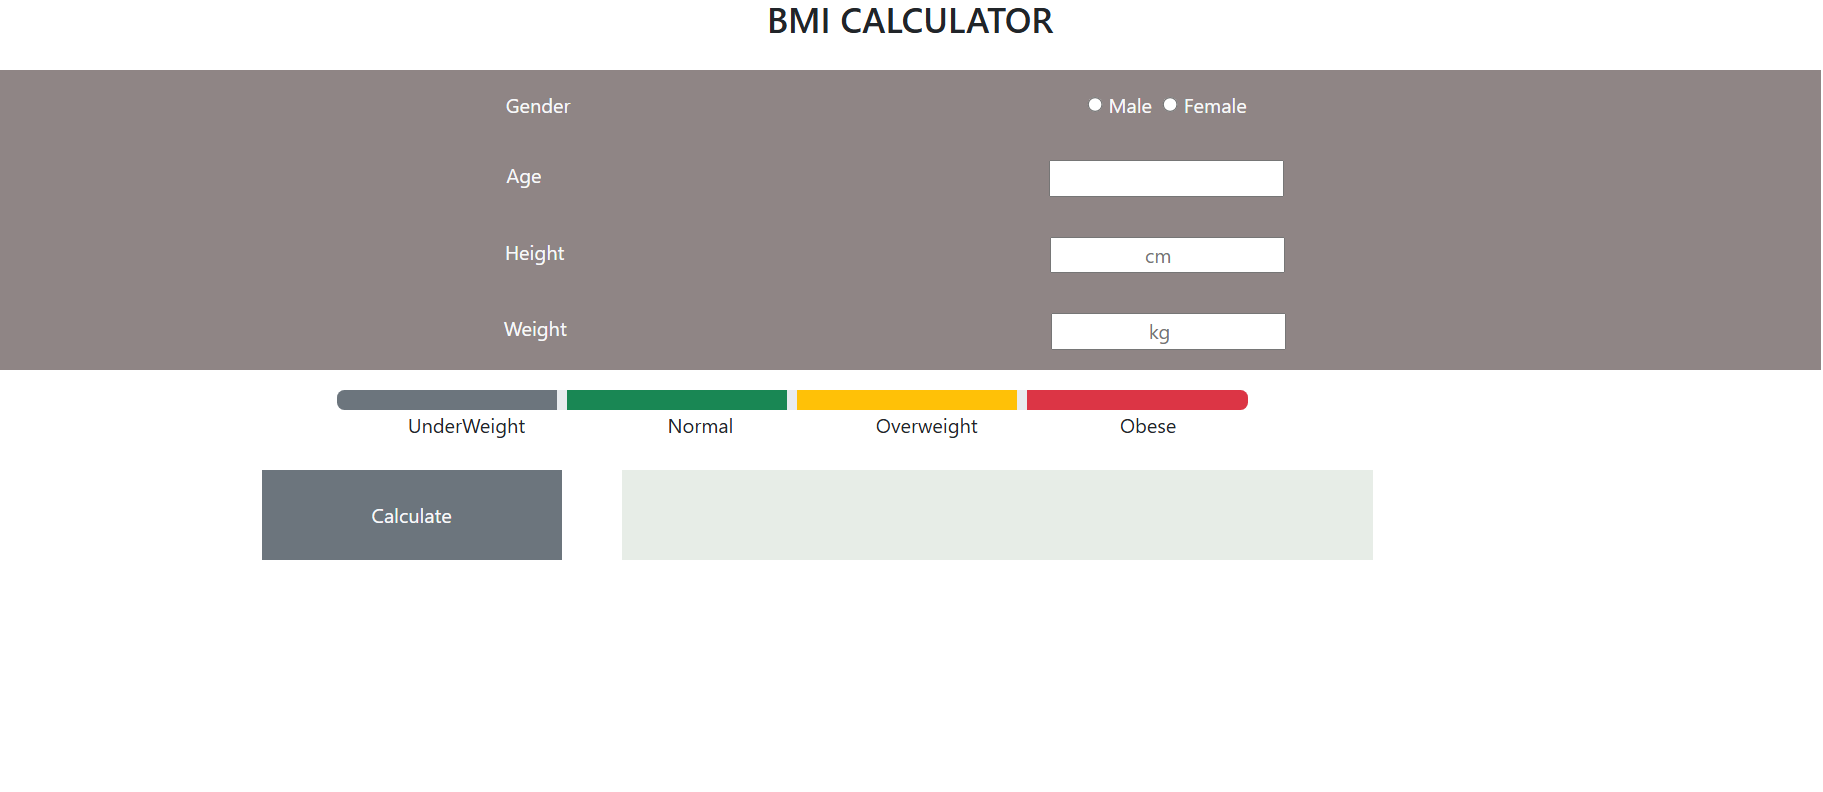 BMI CALCULATOR
Gender Male Female
Age
Height cm
Weight kg
UnderWeight Normal Overweight Obese
Calculate